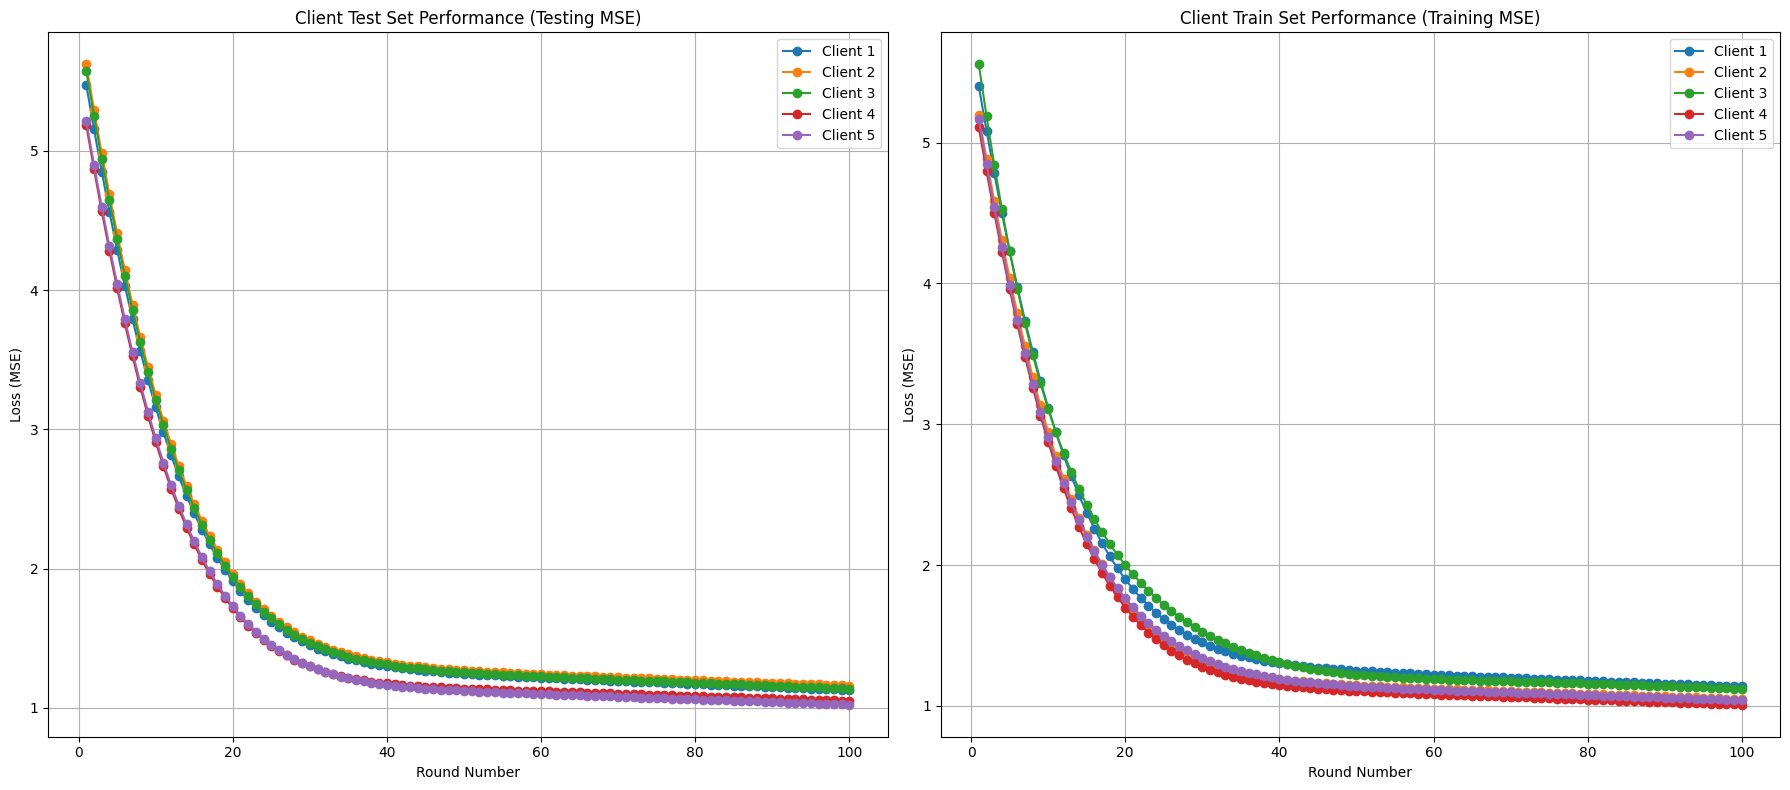 Client Test Set Performance (Testing MSE)
Client 1
Client 2
Client 3
Client 4
Client 5
5
4
3
2
1
Loss (MSE)
0 20 40 60 80 100
Round Number
Client Train Set Performance (Training MSE)
Client 1
Client 2
Client 3
Client 4
Client 5
5
4
3
2
1
Loss (MSE)
0 20 40 60 80 100
Round Number